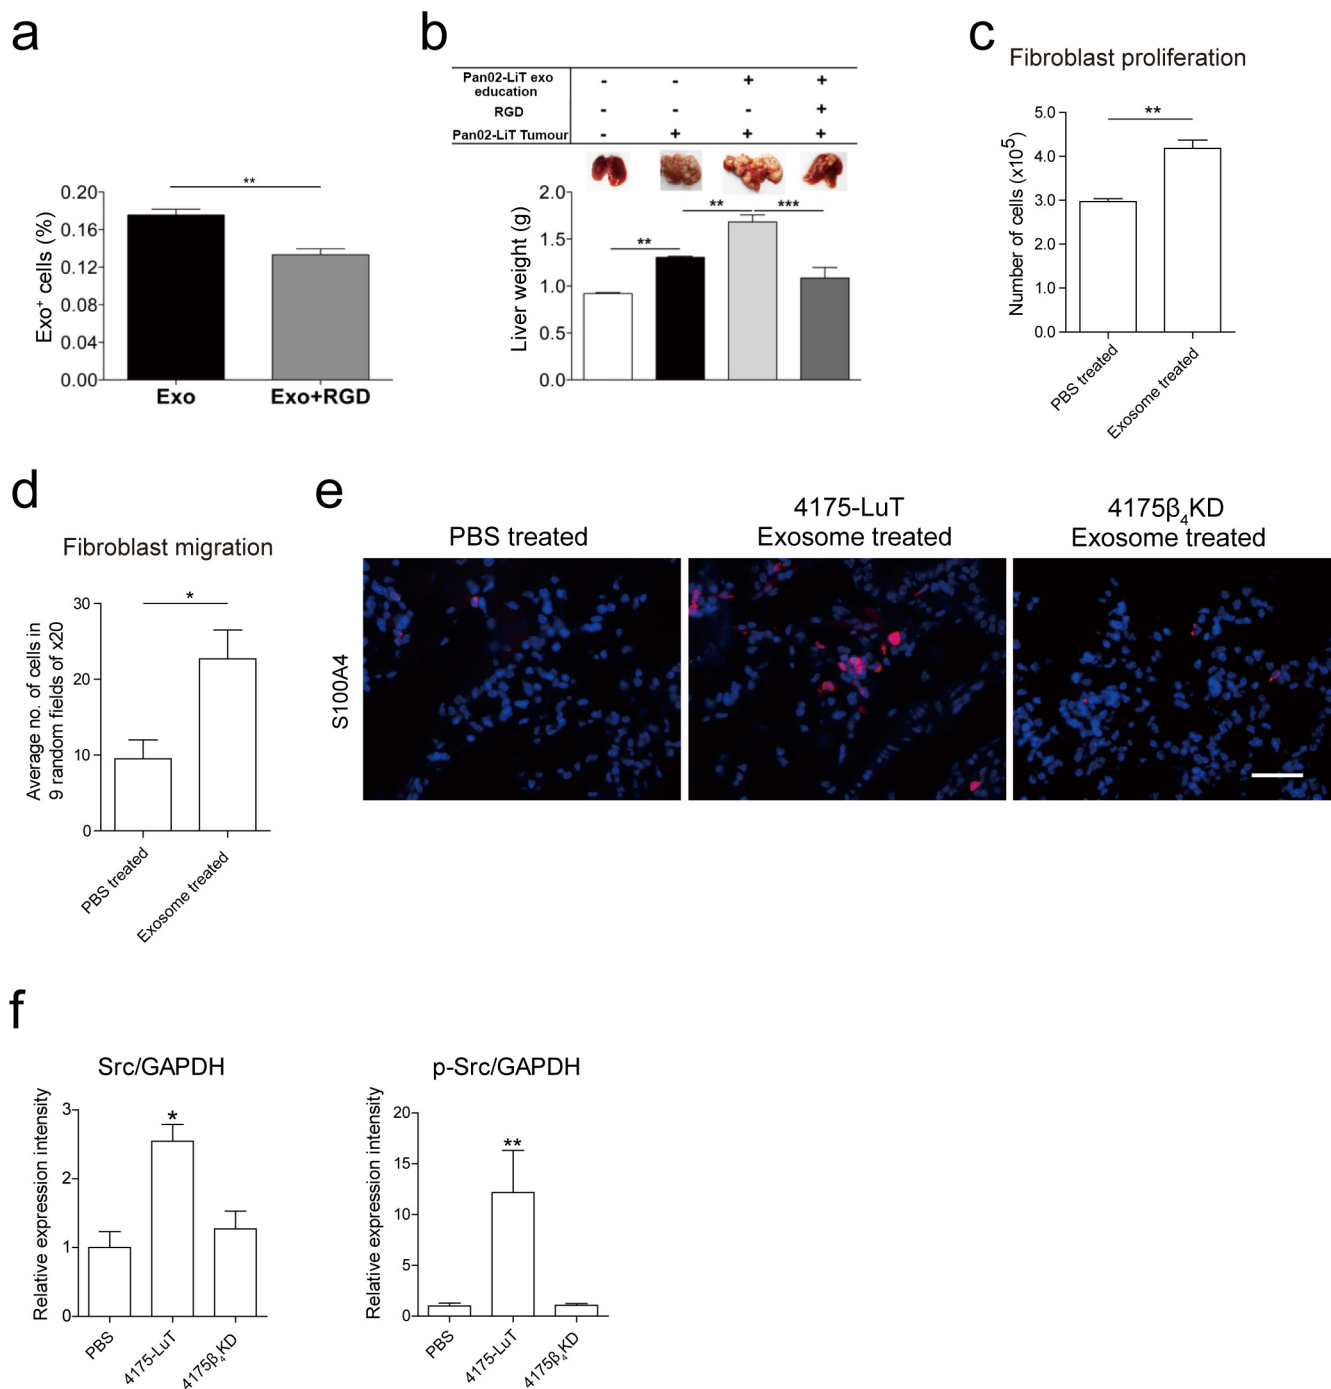 a
Exo⁺ cells (%)
0.20
0.16
0.12
0.08
0.04
0.00
**
Exo Exo+RGD
b
Pan02-LiT exo education - - + +
RGD - - - +
Pan02-LiT Tumour - + + +
Liver weight (g)
2.0
1.5
1.0
0.5
0.0
** ** ***
c
Fibroblast proliferation
Number of cells (x10⁵)
5.0
4.0
3.0
2.0
1.0
0.0
**
PBS treated
Exosome treated
d
Fibroblast migration
Average no. of cells in
9 random fields of x20
30
20
10
0
*
PBS treated
Exosome treated
e
PBS treated
4175-LuT
Exosome treated
4175β₄KD
Exosome treated
S100A4
f
Src/GAPDH
Relative expression intensity
3
2
1
0
*
PBS
4175-LuT
4175β₄KD
p-Src/GAPDH
Relative expression intensity
20
15
10
5
0
**
PBS
4175-LuT
4175β₄KD